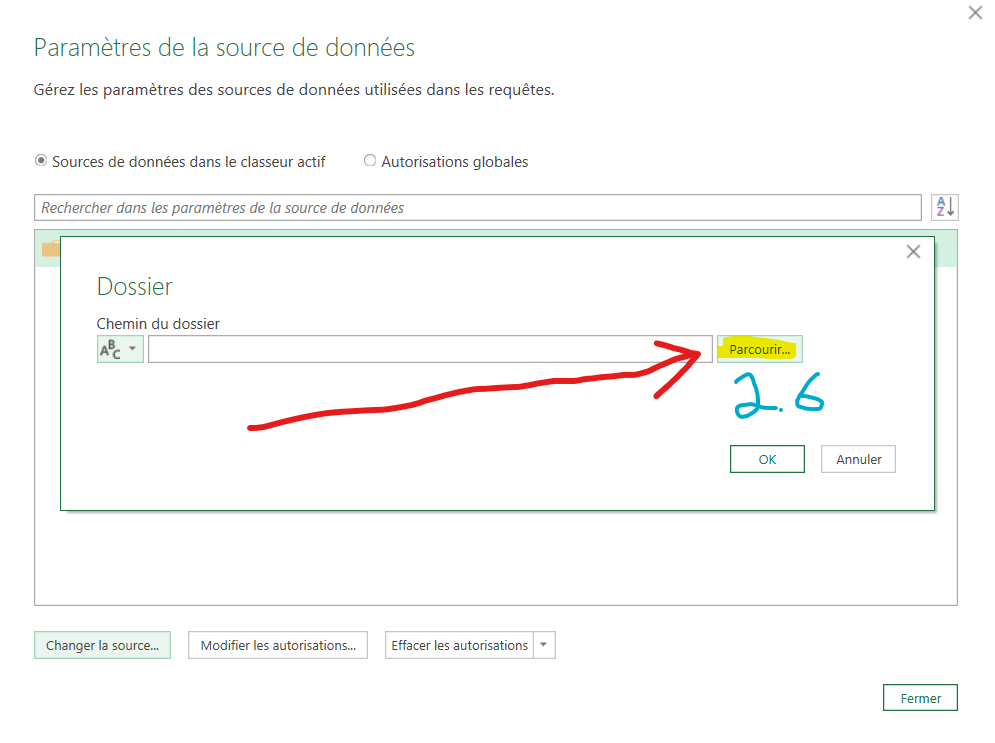 Paramètres de la source de données
Gérez les paramètres des sources de données utilisées dans les requêtes.
Sources de données dans le classeur actif Autorisations globales
Rechercher dans les paramètres de la source de données
A
Z
Dossier
Chemin du dossier
ABC Parcourir...
2.6
OK Annuler
Changer la source... Modifier les autorisations... Effacer les autorisations
Fermer